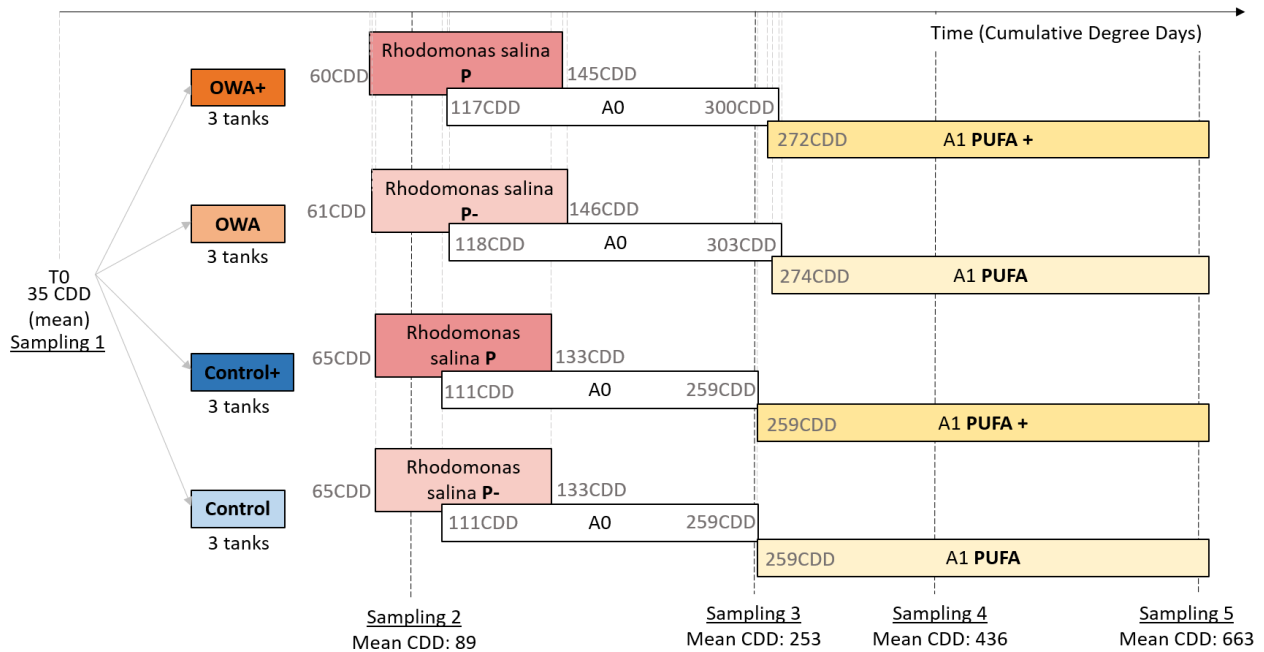 Time (Cumulative Degree Days)
Rhodomonas salina
P
60CDD
145CDD
OWA+
3 tanks
117CDD
A0
300CDD
272CDD
A1 PUFA +
Rhodomonas salina
P-
61CDD
146CDD
OWA
3 tanks
118CDD
A0
303CDD
274CDD
A1 PUFA
T0
35 CDD
(mean)
Sampling 1
Rhodomonas
salina P
65CDD
133CDD
Control+
3 tanks
111CDD
A0
259CDD
259CDD
A1 PUFA +
Rhodomonas
salina P-
65CDD
133CDD
Control
3 tanks
111CDD
A0
259CDD
259CDD
A1 PUFA
Sampling 2
Mean CDD: 89
Sampling 3
Mean CDD: 253
Sampling 4
Mean CDD: 436
Sampling 5
Mean CDD: 663